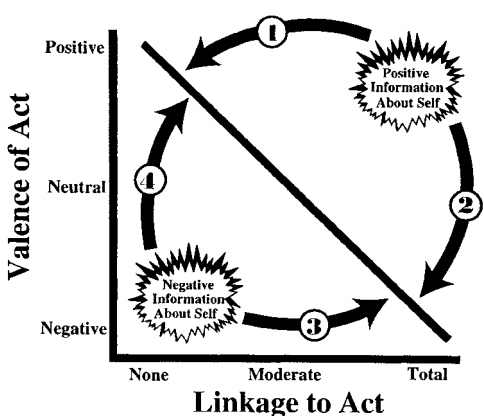 Positive
1
Positive
Information
About Self
Valence of Act
4
Neutral
2
Negative
Information
About Self
3
Negative
None
Moderate
Total
Linkage to Act